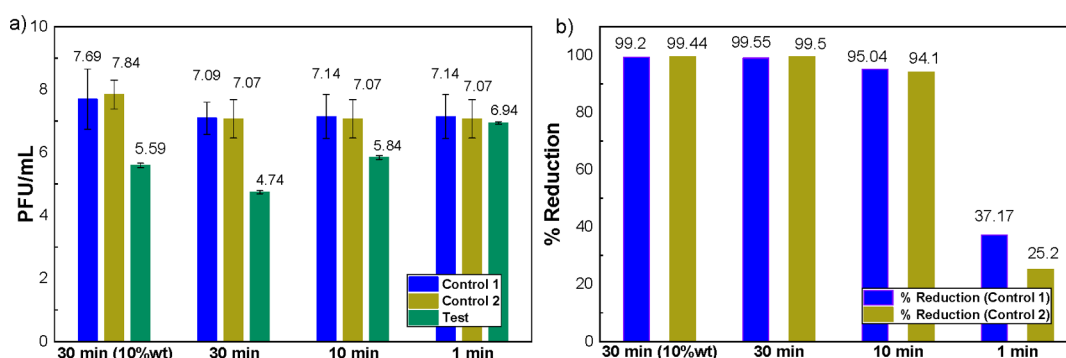 a)
PFU/mL
10
8
6
4
2
0
7.69 7.84 5.59
7.09 7.07 4.74
7.14 7.07 5.84
7.14 7.07 6.94
Control 1
Control 2
Test
30 min (10%wt) 30 min 10 min 1 min
b)
% Reduction
100
80
60
40
20
0
99.2 99.44
99.55 99.5
95.04 94.1
37.17 25.2
% Reduction (Control 1)
% Reduction (Control 2)
30 min (10%wt) 30 min 10 min 1 min